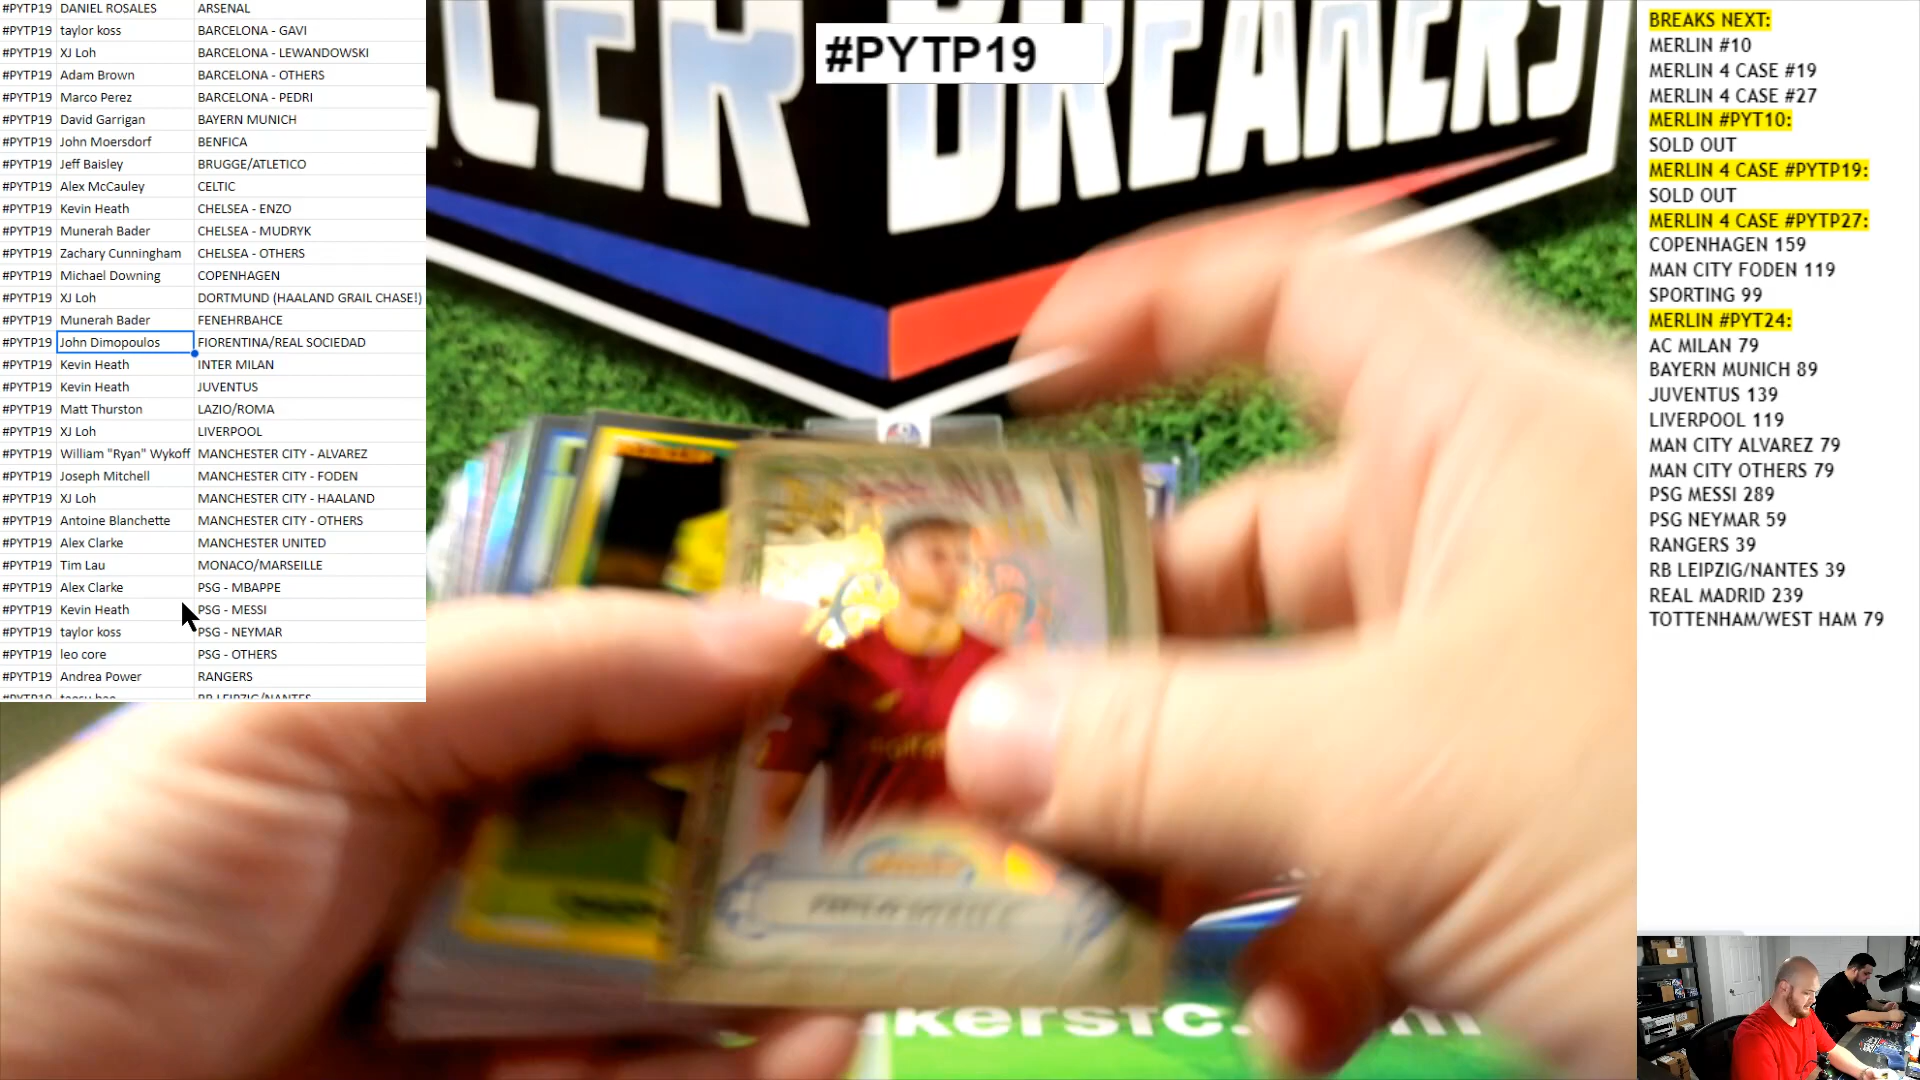 #PYTP19 DANIEL ROSALES ARSENAL
#PYTP19 taylor koss BARCELONA - GAVI
#PYTP19 XJ Loh BARCELONA - LEWANDOWSKI
#PYTP19 Adam Brown BARCELONA - OTHERS
#PYTP19 Marco Perez BARCELONA - PEDRI
#PYTP19 David Garrigan BAYERN MUNICH
#PYTP19 John Moersdorf BENFICA
#PYTP19 Jeff Baisley BRUGGE/ATLETICO
#PYTP19 Alex McCauley CELTIC
#PYTP19 Kevin Heath CHELSEA - ENZO
#PYTP19 Munerah Bader CHELSEA - MUDRYK
#PYTP19 Zachary Cunningham CHELSEA - OTHERS
#PYTP19 Michael Downing COPENHAGEN
#PYTP19 XJ Loh DORTMUND (HAALAND GRAIL CHASE!)
#PYTP19 Munerah Bader FENEHRBAHCE
#PYTP19 John Dimopoulos FIORENTINA/REAL SOCIEDAD
#PYTP19 Kevin Heath INTER MILAN
#PYTP19 Kevin Heath JUVENTUS
#PYTP19 Matt Thurston LAZIO/ROMA
#PYTP19 XJ Loh LIVERPOOL
#PYTP19 William "Ryan" Wykoff MANCHESTER CITY - ALVAREZ
#PYTP19 Joseph Mitchell MANCHESTER CITY - FODEN
#PYTP19 XJ Loh MANCHESTER CITY - HAALAND
#PYTP19 Antoine Blanchette MANCHESTER CITY - OTHERS
#PYTP19 Alex Clarke MANCHESTER UNITED
#PYTP19 Tim Lau MONACO/MARSEILLE
#PYTP19 Alex Clarke PSG - MBAPPE
#PYTP19 Kevin Heath PSG - MESSI
#PYTP19 taylor koss PSG - NEYMAR
#PYTP19 leo core PSG - OTHERS
#PYTP19 Andrea Power RANGERS
#PYTP19 RB LEIPZIG/NANTES
#PYTP19
BREAKERS
BREAKS NEXT:
MERLIN #10
MERLIN 4 CASE #19
MERLIN 4 CASE #27
MERLIN #PYT10:
SOLD OUT
MERLIN 4 CASE #PYTP19:
SOLD OUT
MERLIN 4 CASE #PYTP27:
COPENHAGEN 159
MAN CITY FODEN 119
SPORTING 99
MERLIN #PYT24:
AC MILAN 79
BAYERN MUNICH 89
JUVENTUS 139
LIVERPOOL 119
MAN CITY ALVAREZ 79
MAN CITY OTHERS 79
PSG MESSI 289
PSG NEYMAR 59
RANGERS 39
RB LEIPZIG/NANTES 39
REAL MADRID 239
TOTTENHAM/WEST HAM 79